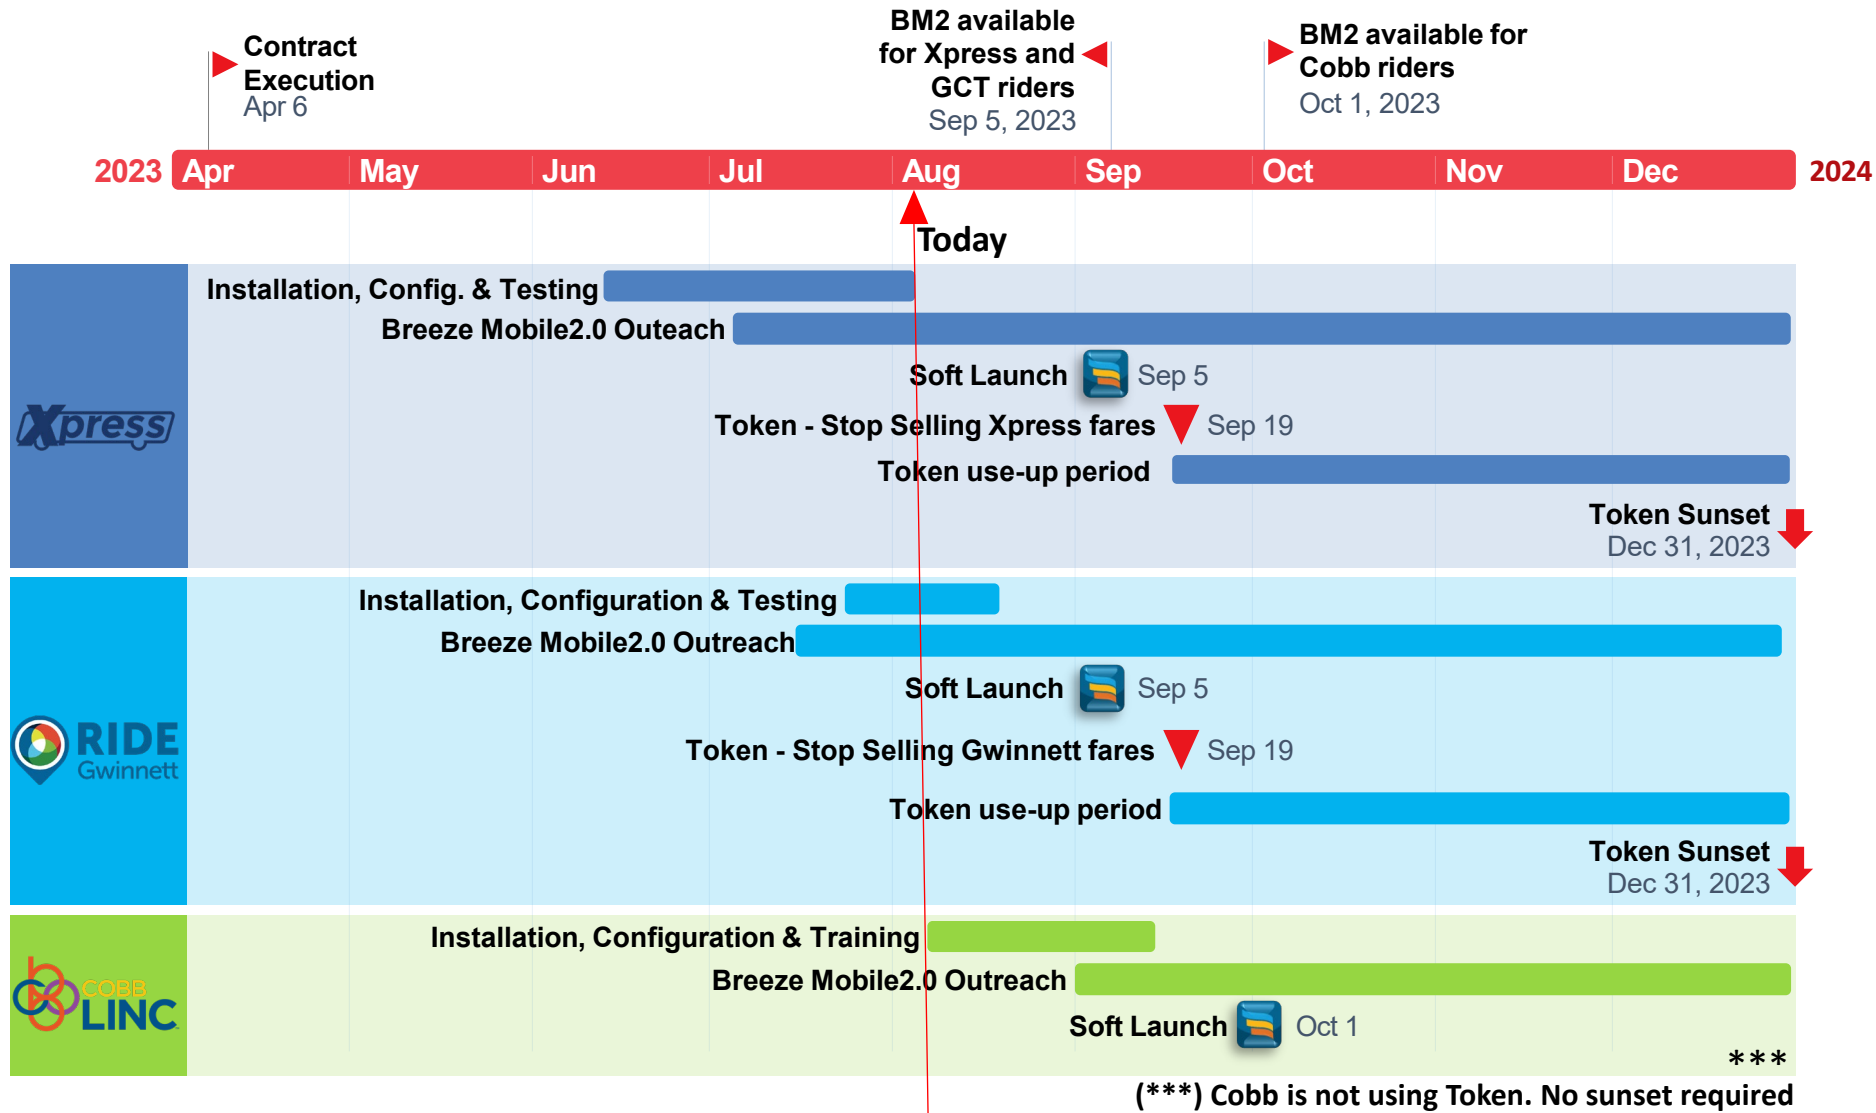 Contract
Execution
Apr 6
BM2 available
for Xpress and
GCT riders
Sep 5, 2023
BM2 available for
Cobb riders
Oct 1, 2023
2023 Apr May Jun Jul Aug Sep Oct Nov Dec 2024
Today
Xpress
Installation, Config. & Testing
Breeze Mobile2.0 Outeach
Soft Launch Sep 5
Token - Stop Selling Xpress fares Sep 19
Token use-up period
Token Sunset
Dec 31, 2023
RIDE
Gwinnett
Installation, Configuration & Testing
Breeze Mobile2.0 Outreach
Soft Launch Sep 5
Token - Stop Selling Gwinnett fares Sep 19
Token use-up period
Token Sunset
Dec 31, 2023
COBB
LINC
Installation, Configuration & Training
Breeze Mobile2.0 Outreach
Soft Launch Oct 1
***
(***) Cobb is not using Token. No sunset required